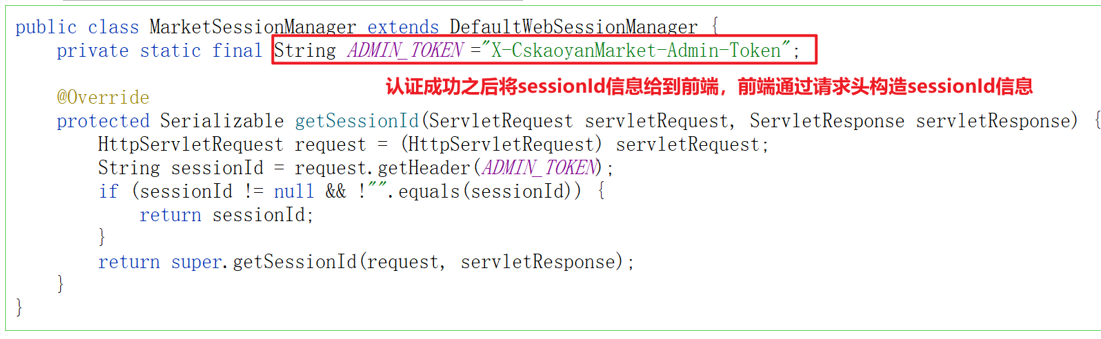 public class MarketSessionManager extends DefaultWebSessionManager {
    private static final String ADMIN_TOKEN ="X-CskaoyanMarket-Admin-Token";
认证成功之后将sessionId信息给到前端，前端通过请求头构造sessionId信息
    @Override
    protected Serializable getSessionId(ServletRequest servletRequest, ServletResponse servletResponse) {
        HttpServletRequest request = (HttpServletRequest) servletRequest;
        String sessionId = request.getHeader(ADMIN_TOKEN);
        if (sessionId != null && !"".equals(sessionId)) {
            return sessionId;
        }
        return super.getSessionId(request, servletResponse);
    }
}